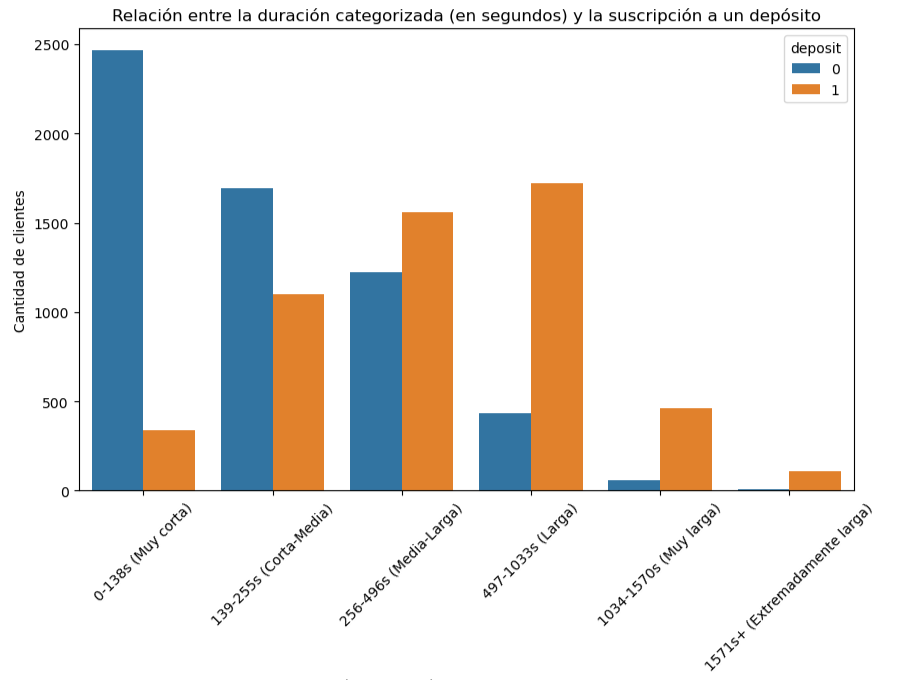 Relación entre la duración categorizada (en segundos) y la suscripción a un depósito
deposit
0
1
Cantidad de clientes
2500
2000
1500
1000
500
0
0-138s (Muy corta)
139-255s (Corta-Media)
256-496s (Media-Larga)
497-1033s (Larga)
1034-1570s (Muy larga)
1571s+ (Extremadamente larga)